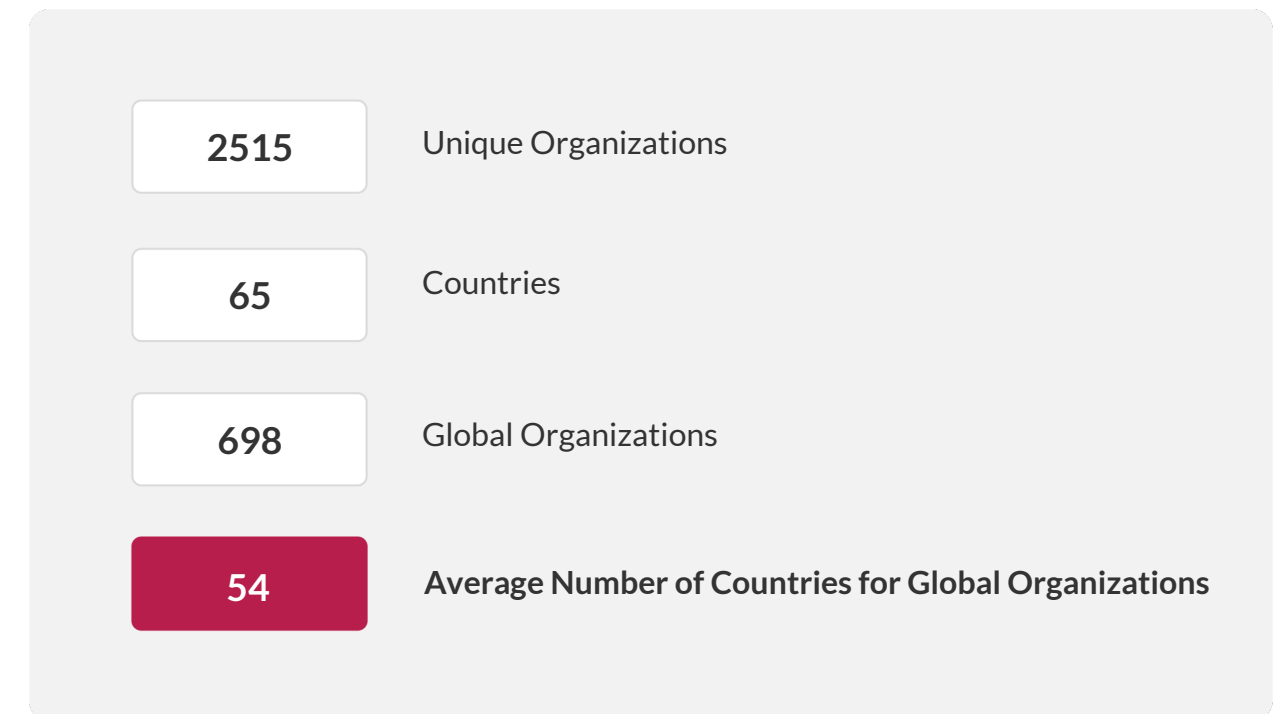 2515 Unique Organizations
65 Countries
698 Global Organizations
54 Average Number of Countries for Global Organizations